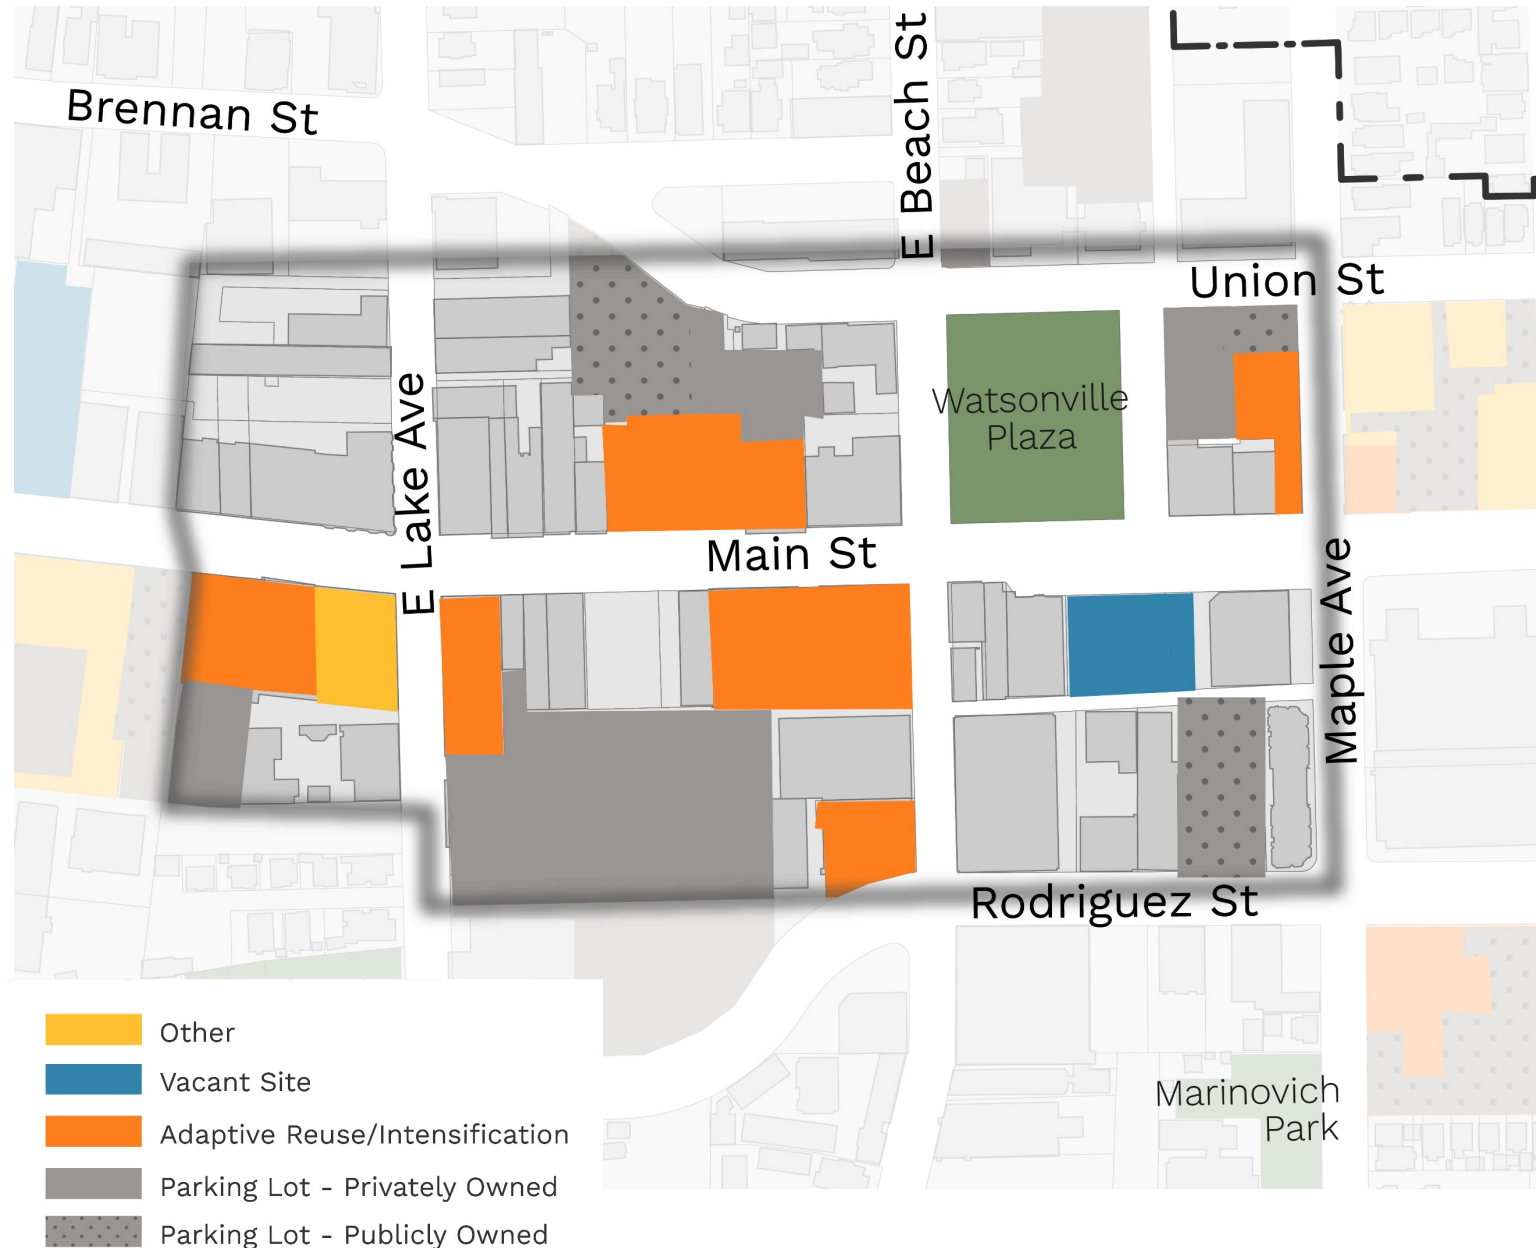 Brennan St
E Beach St
Union St
E Lake Ave
Watsonville
Plaza
Main St
Maple Ave
Rodriguez St
Marinovich
Park
Other
Vacant Site
Adaptive Reuse/Intensification
Parking Lot - Privately Owned
Parking Lot - Publicly Owned